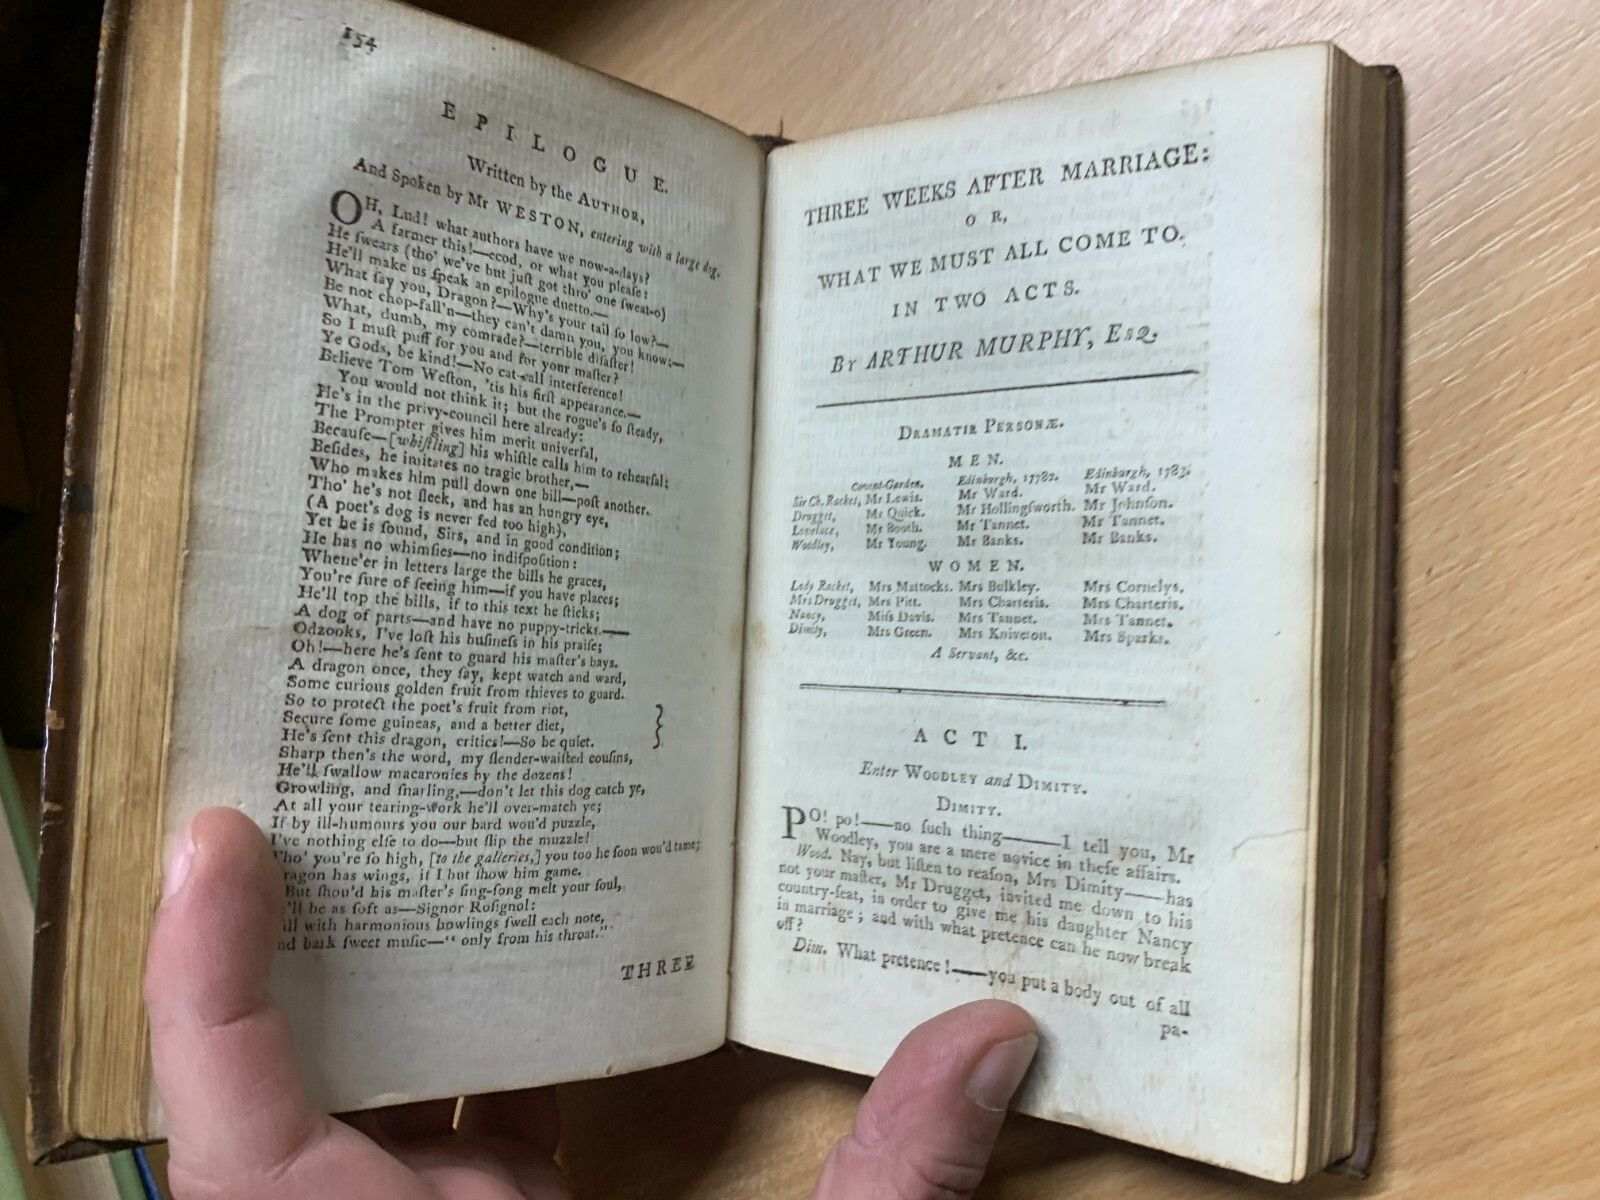 154
EPILOGUE.
Written by the AUTHOR,
And Spoken by Mr WESTON, entering with a large dog.
OH, Lud! what authors have we now-a-days?
A farmer this!—ecod, or what you pleaſe:
He ſwears (tho' we've but juſt got thro' one ſweat-o)
He'll make us ſpeak an epilogue duetto.—
What ſay you, Dragon?—Why's your tail ſo low?—
Be not chop-fall'n—they can't damn you, you know:—
What, dumb, my comrade?—terrible diſaſter!
So I muſt puff for you and for your maſter?
Ye Gods, be kind!—No cat-call interference!
Believe Tom Weſton, 'tis his firſt appearance.—
You would not think it; but the rogue's ſo ſteady,
He's in the privy-council here already:
The Prompter gives him merit univerſal,
Becauſe—[whiſtling] his whiſtle calls him to rehearſal:
Beſides, he imitates no tragic brother,—
Who makes him pull down one bill—poſt another.
Tho' he's not ſleek, and has an hungry eye,
(A poet's dog is never fed too high),
Yet he is ſound, Sirs, and in good condition;
He has no whimſies—no indiſpoſition:
Whene'er in letters large the bills he graces,
You're ſure of ſeeing him—if you have places;
He'll top the bills, if to this text he ſticks;
A dog of parts—and have no puppy-tricks.—
Odzooks, I've loſt his buſineſs in his praiſe;
Oh!—here he's ſent to guard his maſter's bays.
A dragon once, they ſay, kept watch and ward,
Some curious golden fruit from thieves to guard.
So to protect the poet's fruit from riot,
Secure ſome guineas, and a better diet,
He's ſent this dragon, critics!—So be quiet.
Sharp then's the word, my ſlender-waiſted couſins,
He'll ſwallow macaronies by the dozens!
Growling, and ſnarling,—don't let this dog catch ye,
At all your tearing-work he'll over-match ye;
If by ill-humours you our bard wou'd puzzle,
I've nothing elſe to do—but ſlip the muzzle!
Tho' you're ſo high, [to the galleries,] you too he ſoon wou'd tame;
ragon has wings, if I but ſhow him game.
But ſhou'd his maſter's ſing-ſong melt your ſoul,
'll be as ſoft as—Signor Roſignol:
ill with harmonious howlings ſwell each note,
nd bark ſweet muſic—“ only from his throat.”
THREE
THREE WEEKS AFTER MARRIAGE:
OR,
WHAT WE MUST ALL COME TO.
IN TWO ACTS.
By ARTHUR MURPHY, Esq.
DRAMATIR PERSONÆ.
MEN.
Covent-Garden. Edinburgh, 1782. Edinburgh, 1783.
Sir Ch. Racket, Mr Lewis. Mr Ward. Mr Ward.
Drugget, Mr Quick. Mr Hollingſworth. Mr Johnſon.
Lovelace, Mr Booth. Mr Tannet. Mr Tannet.
Woodley, Mr Young. Mr Banks. Mr Banks.
WOMEN.
Lady Racket, Mrs Mattocks. Mrs Bulkley. Mrs Cornelys.
Mrs Drugget, Mrs Pitt. Mrs Charteris. Mrs Charteris.
Nancy, Miſs Davis. Mrs Tannet. Mrs Tannet.
Dimity, Mrs Green. Mrs Kniveton. Mrs Sparks.
A Servant, &c.
ACT I.
Enter WOODLEY and DIMITY.
DIMITY.
PO! po!—no ſuch thing——I tell you, Mr
Woodley, you are a mere novice in theſe affairs.
Wood. Nay, but liſten to reaſon, Mrs Dimity——has
not your maſter, Mr Drugget, invited me down to his
country-ſeat, in order to give me his daughter Nancy
in marriage; and with what pretence can he now break
off?
Dim. What pretence!——you put a body out of all
pa-